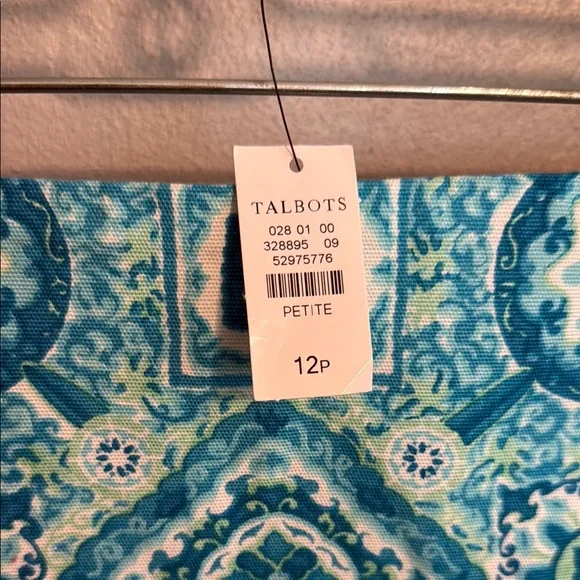 TALBOTS
028 01 00
328895 09
52975776
PETITE
12P